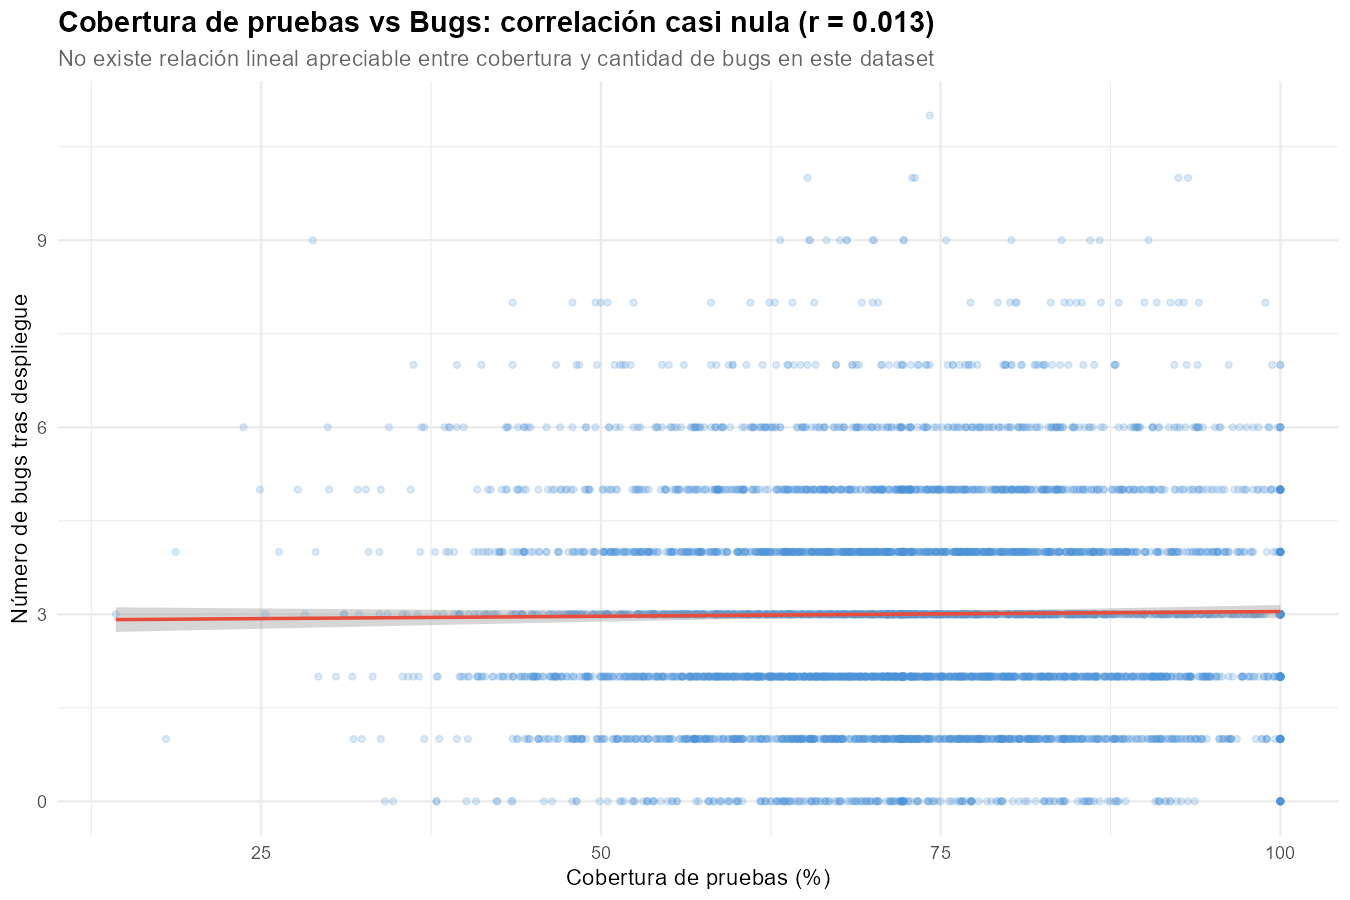 Cobertura de pruebas vs Bugs: correlación casi nula (r = 0.013)
No existe relación lineal apreciable entre cobertura y cantidad de bugs en este dataset
Número de bugs tras despliegue
9
6
3
0
25
50
75
100
Cobertura de pruebas (%)